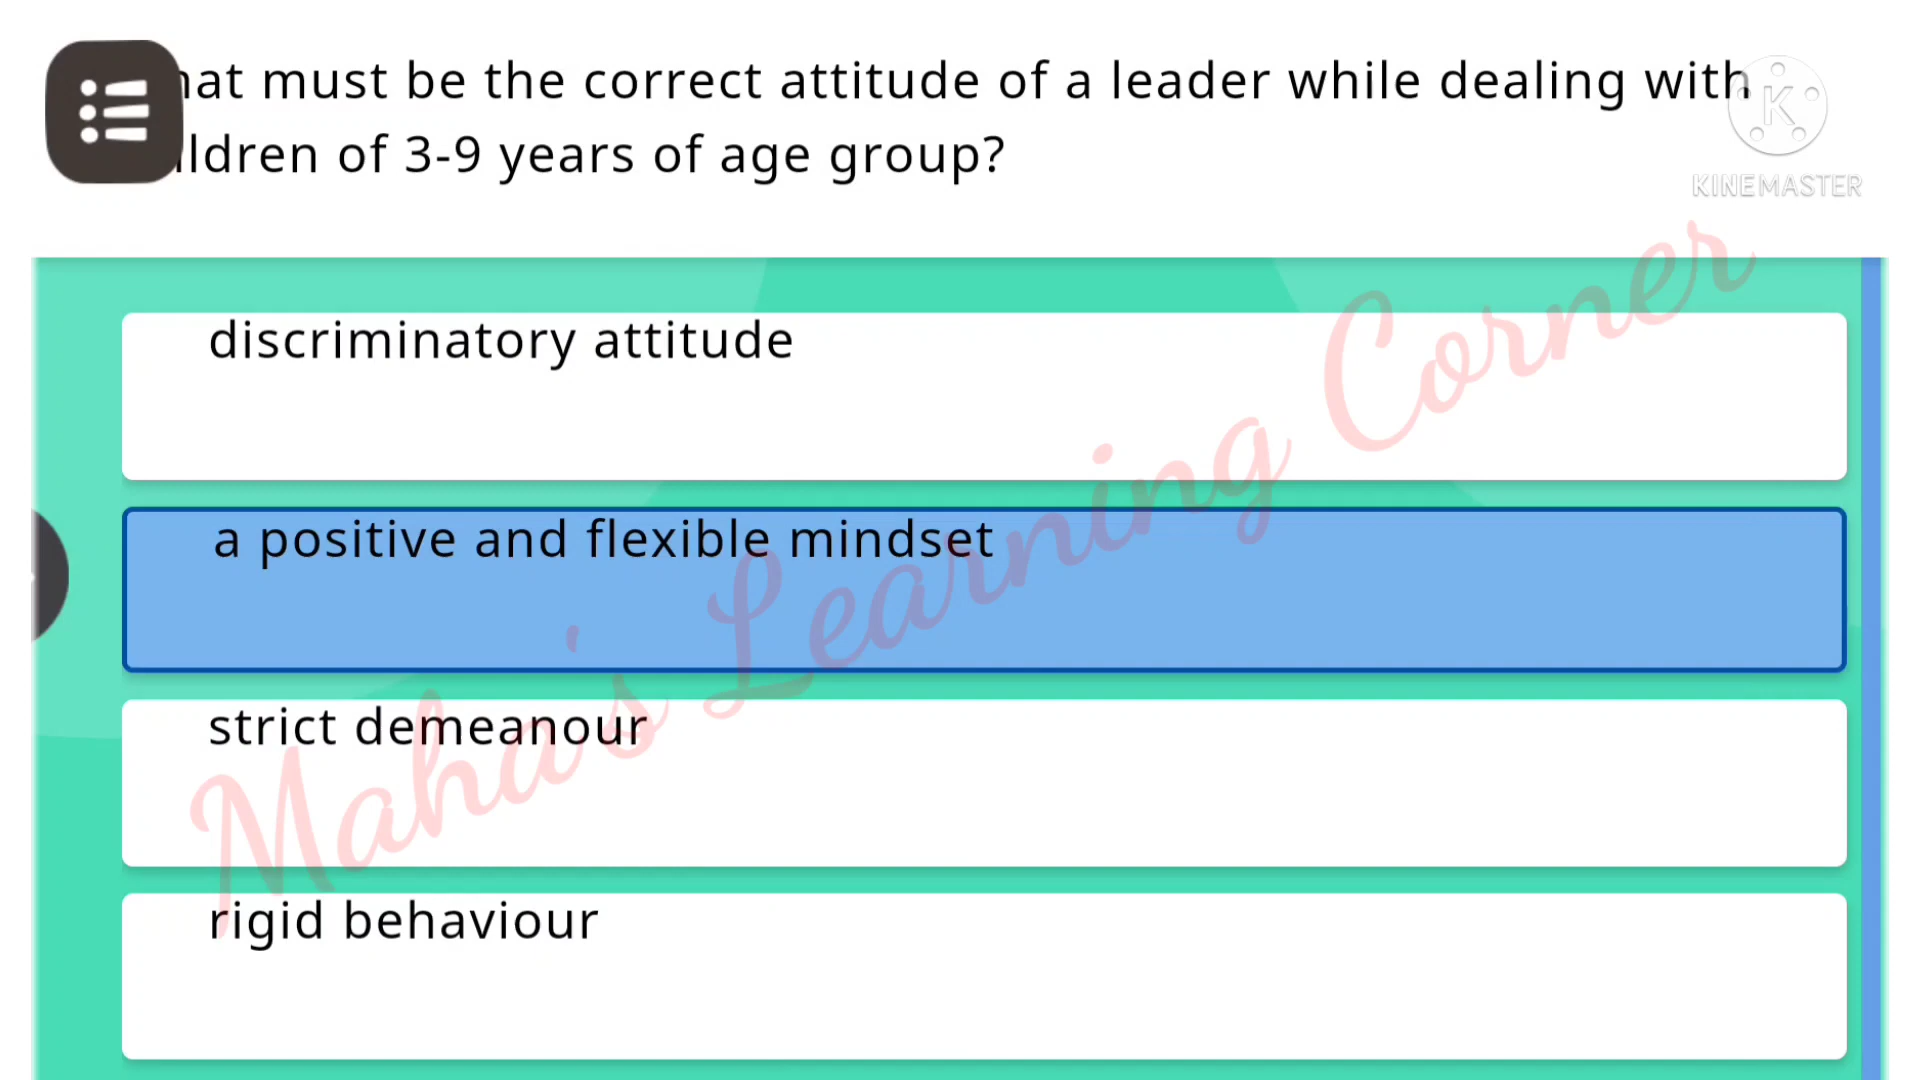 hat must be the correct attitude of a leader while dealing with
ldren of 3-9 years of age group?
KINEMASTER
discriminatory attitude
a positive and flexible mindset
strict demeanour
rigid behaviour
Maha's Learning Corner